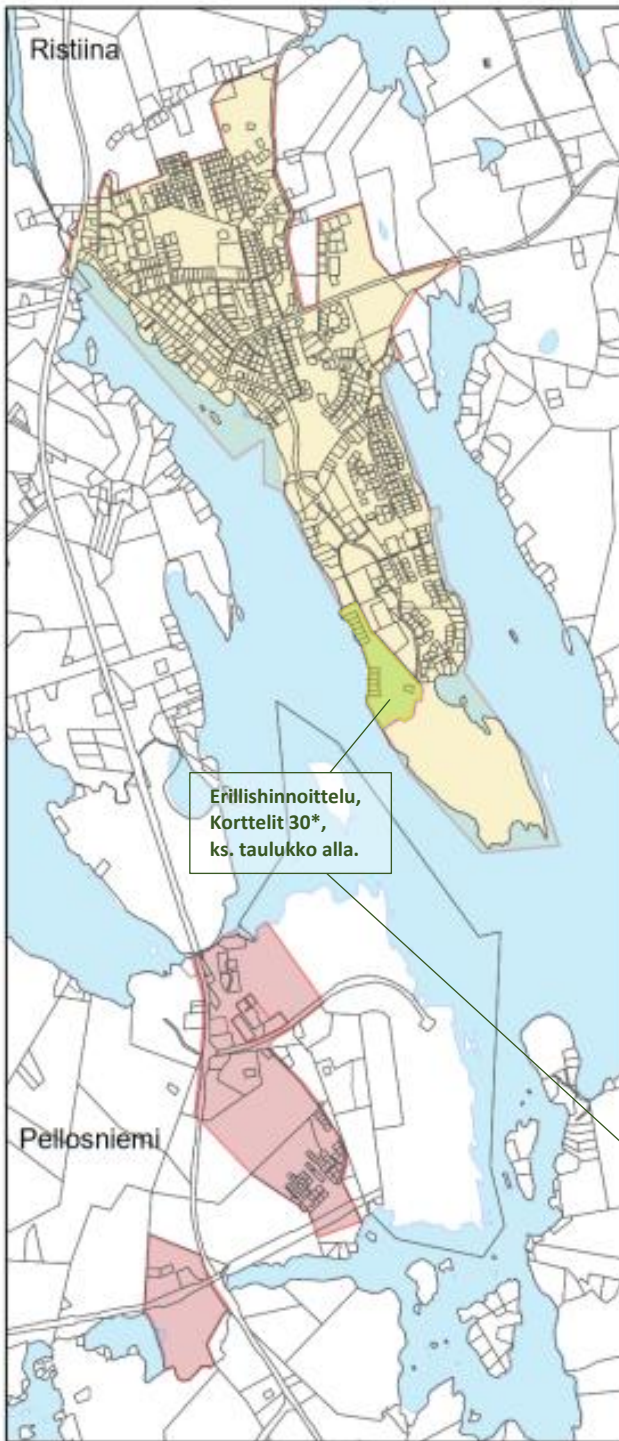 Ristiina
Erillishinnoittelu,
Korttelit 30*,
ks. taulukko alla.
Pellosniemi